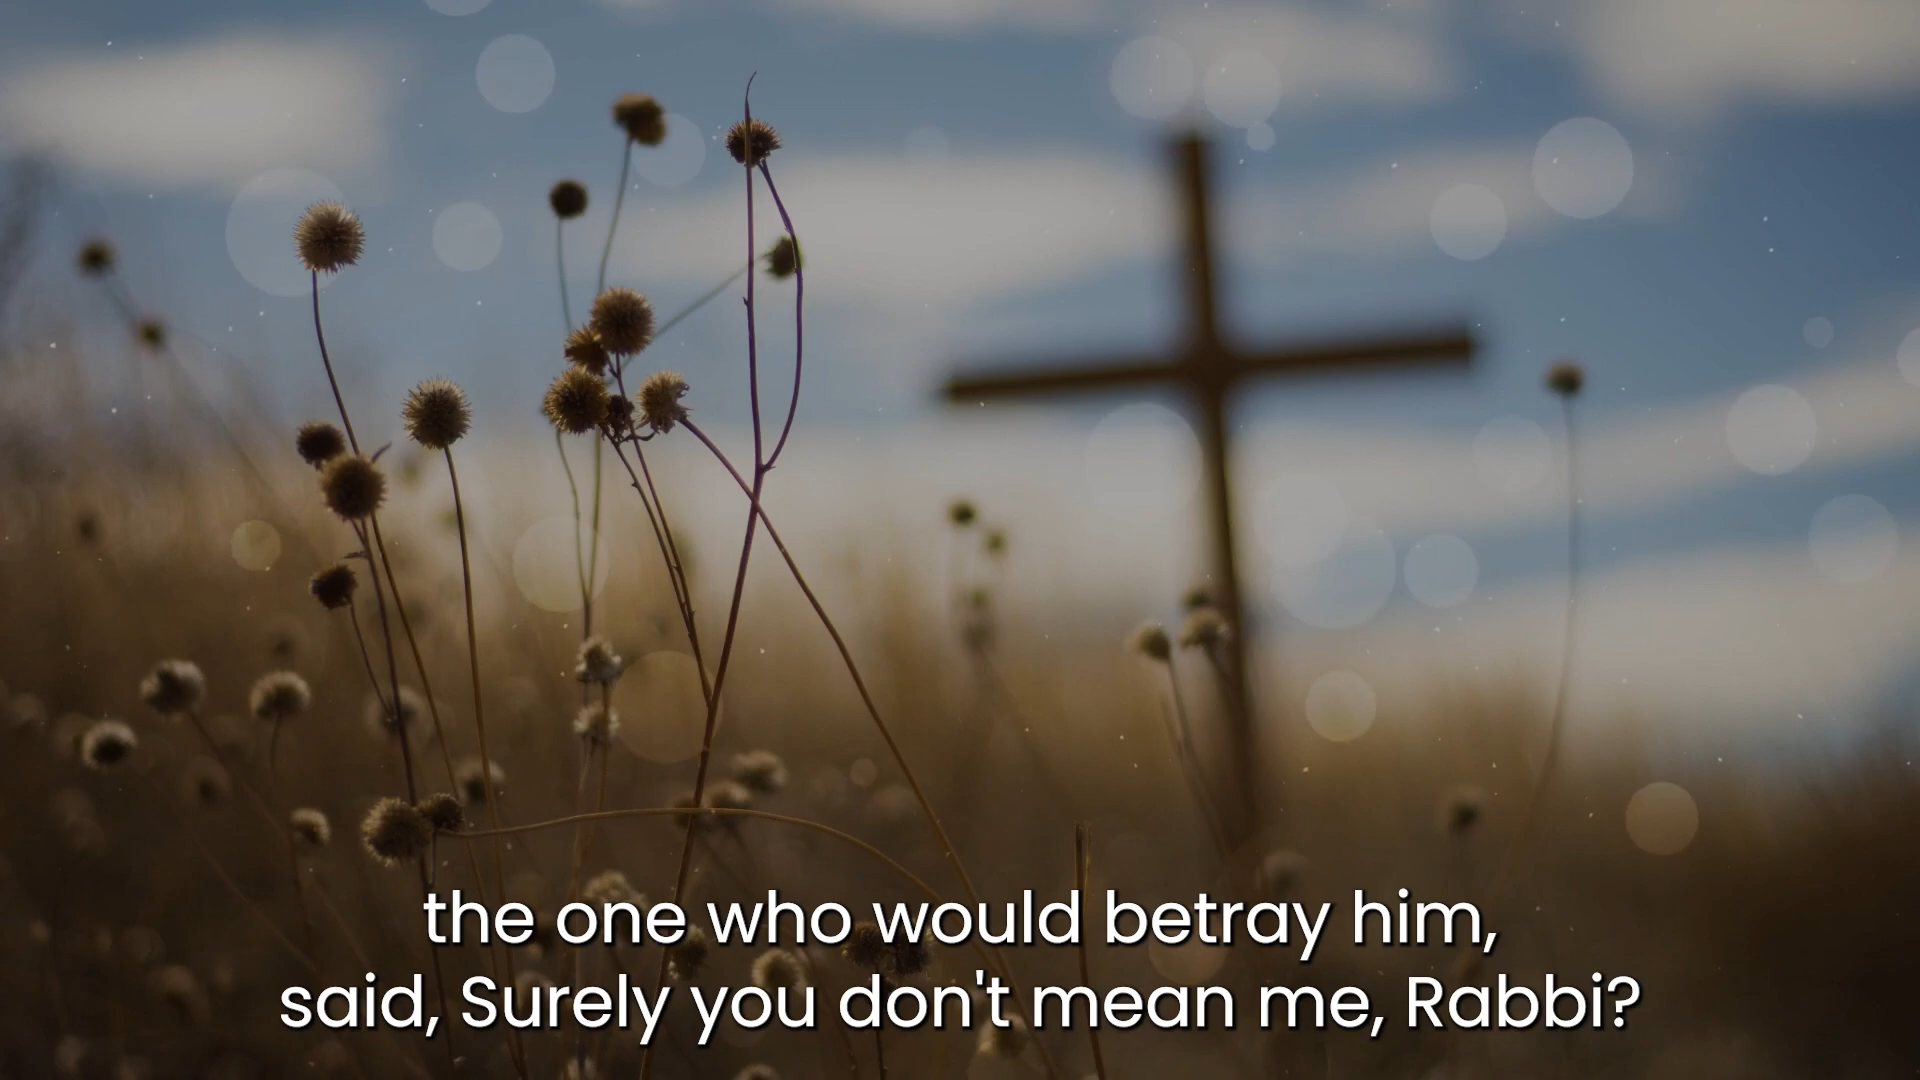 the one who would betray him,
said, Surely you don't mean me, Rabbi?